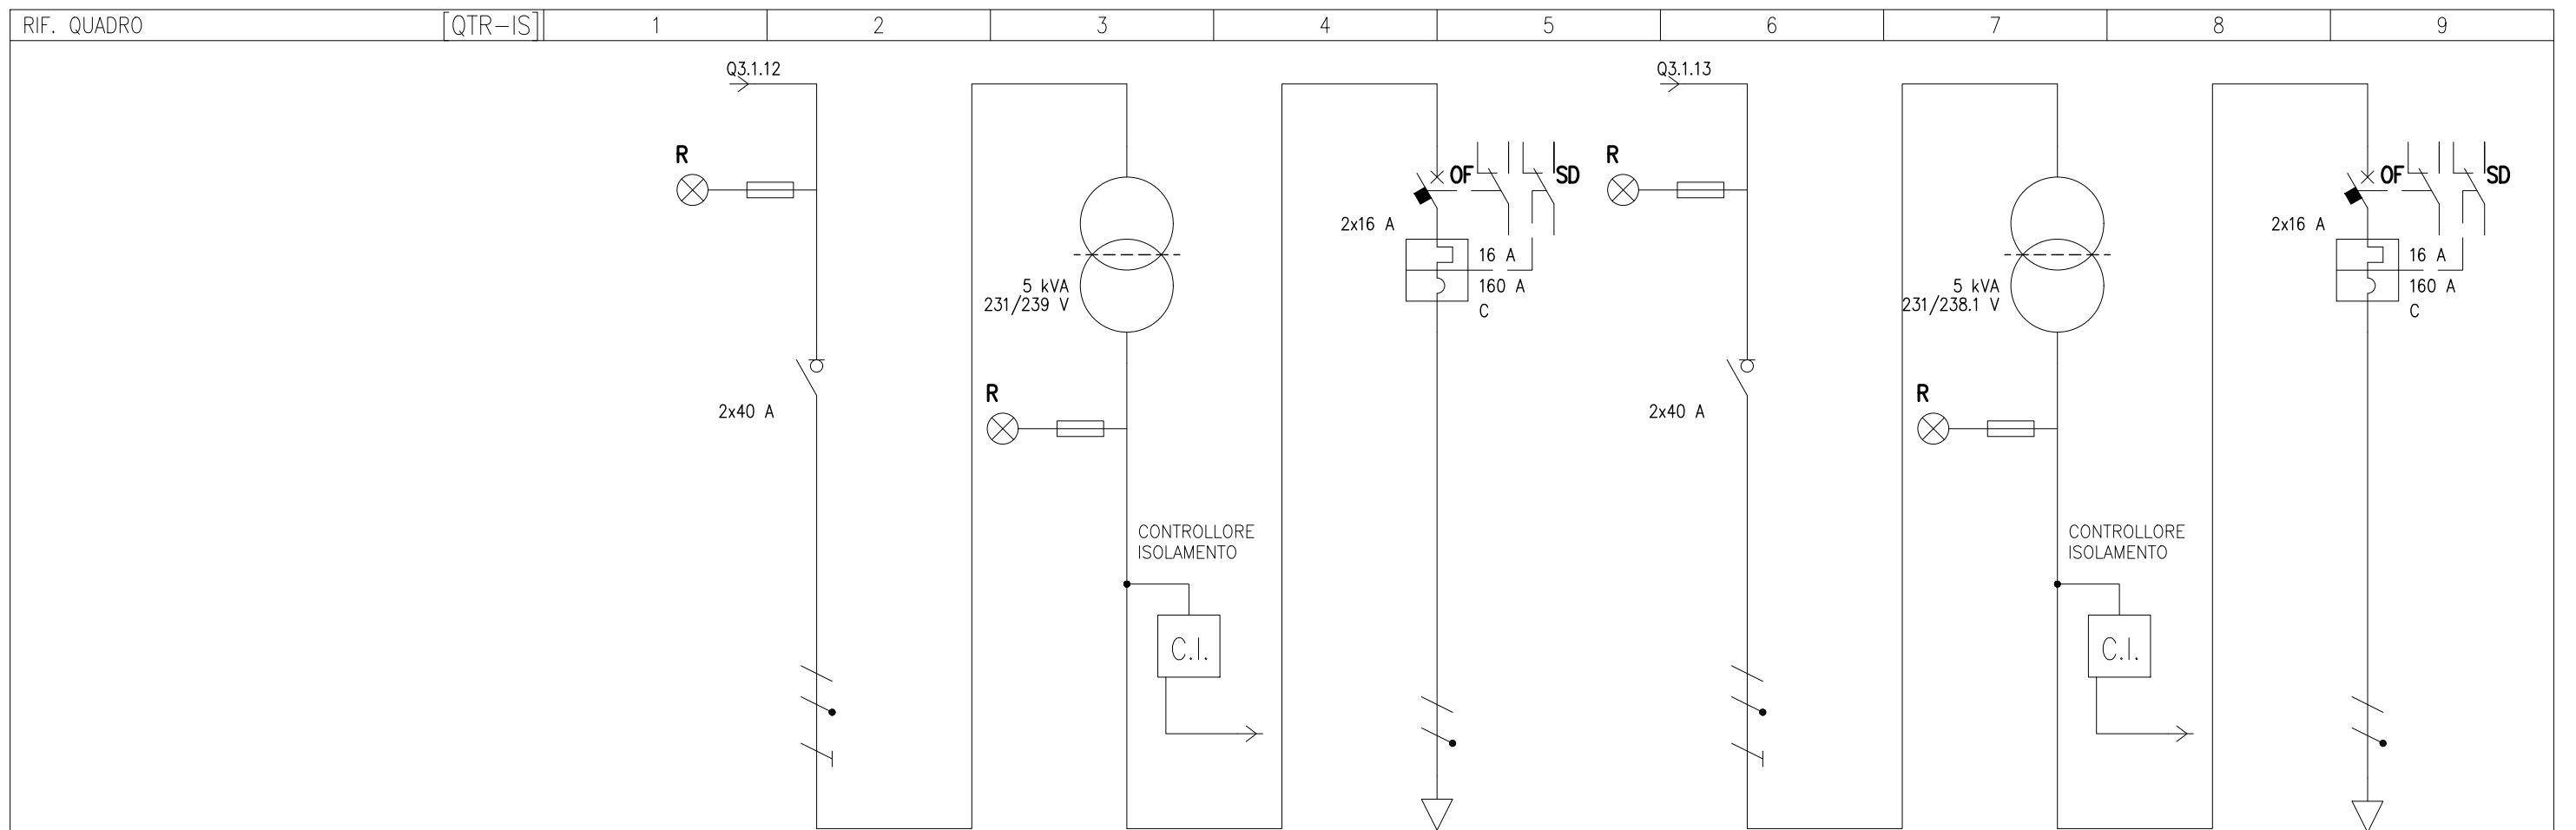 RIF. QUADRO [QTR-IS] 1 2 3 4 5 6 7 8 9
Q3.1.12
R
2x40 A
5 kVA
231/239 V
R
CONTROLLORE
ISOLAMENTO
C.I.
OF SD
2x16 A
16 A
160 A
C
Q3.1.13
R
2x40 A
5 kVA
231/238.1 V
R
CONTROLLORE
ISOLAMENTO
C.I.
OF SD
2x16 A
16 A
160 A
C